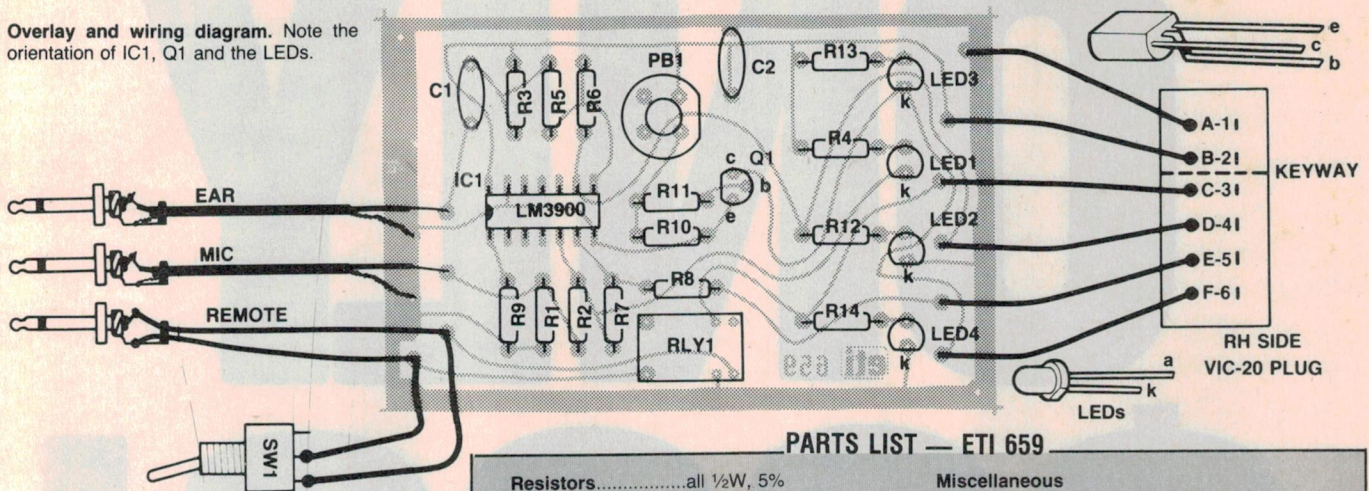 Overlay and wiring diagram. Note the
orientation of IC1, Q1 and the LEDs.
e
c
b
C1
R3
R5
R6
PB1
C2
R13
LED3
k
A-1
B-2
KEYWAY
C-3
D-4
E-5
F-6
RH SIDE
VIC-20 PLUG
R4
LED1
k
IC1
LM3900
c
Q1
b
e
R11
R10
R12
LED2
k
EAR
MIC
REMOTE
R9
R1
R2
R7
R8
RLY1
R14
LED4
k
eti 659
a
k
LEDs
SW1
PARTS LIST — ETI 659
Resistors................all ½W, 5%
Miscellaneous